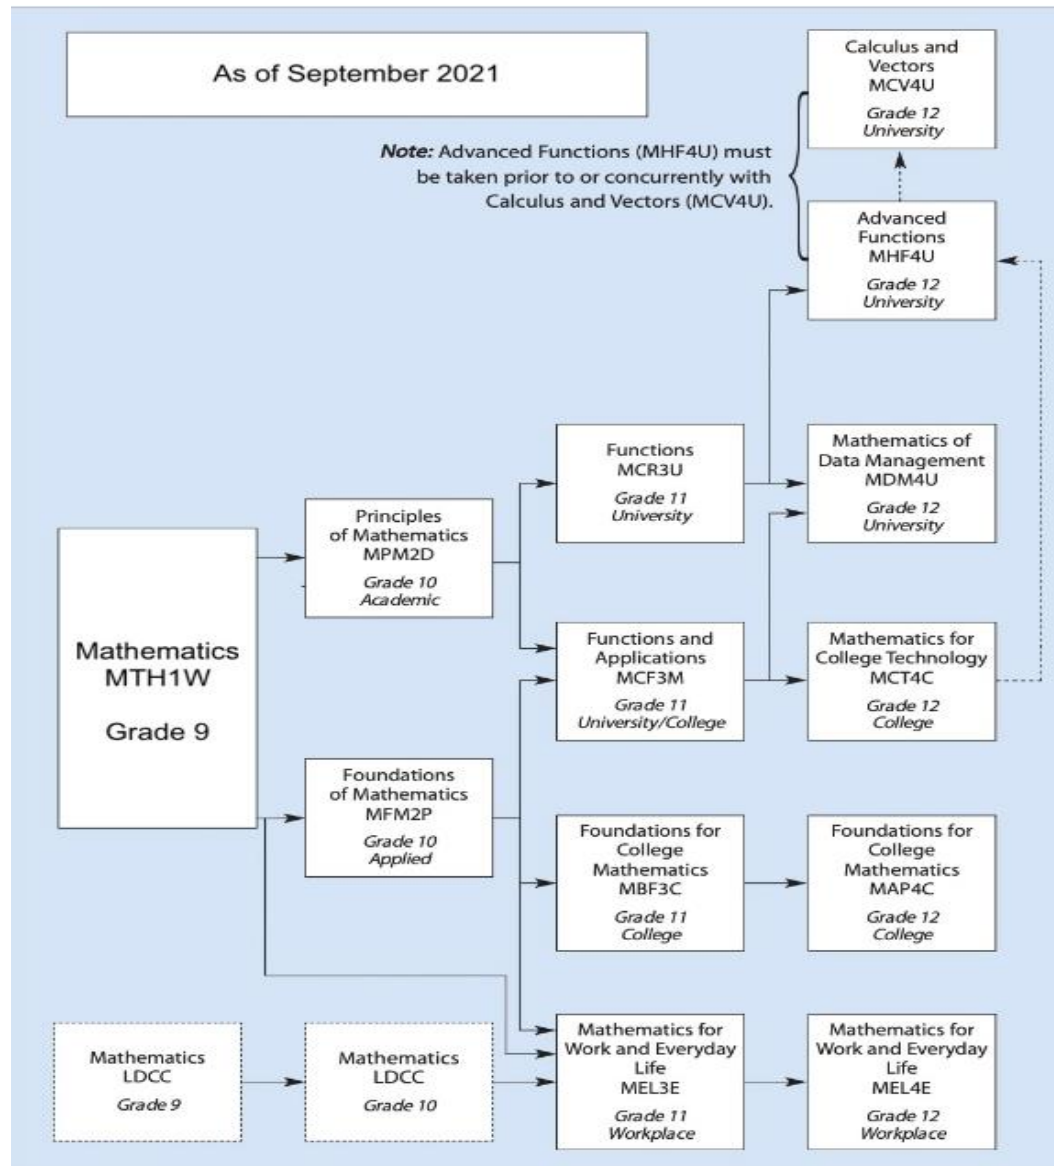 As of September 2021
Calculus and
Vectors
MCV4U
Grade 12
University
Note: Advanced Functions (MHF4U) must
be taken prior to or concurrently with
Calculus and Vectors (MCV4U).
Advanced
Functions
MHF4U
Grade 12
University
Functions
MCR3U
Grade 11
University
Mathematics of
Data Management
MDM4U
Grade 12
University
Principles
of Mathematics
MPM2D
Grade 10
Academic
Mathematics
MTH1W
Grade 9
Functions and
Applications
MCF3M
Grade 11
University/College
Mathematics for
College Technology
MCT4C
Grade 12
College
Foundations
of Mathematics
MFM2P
Grade 10
Applied
Foundations for
College
Mathematics
MBF3C
Grade 11
College
Foundations for
College
Mathematics
MAP4C
Grade 12
College
Mathematics
LDCC
Grade 9
Mathematics
LDCC
Grade 10
Mathematics for
Work and Everyday
Life
MEL3E
Grade 11
Workplace
Mathematics for
Work and Everyday
Life
MEL4E
Grade 12
Workplace